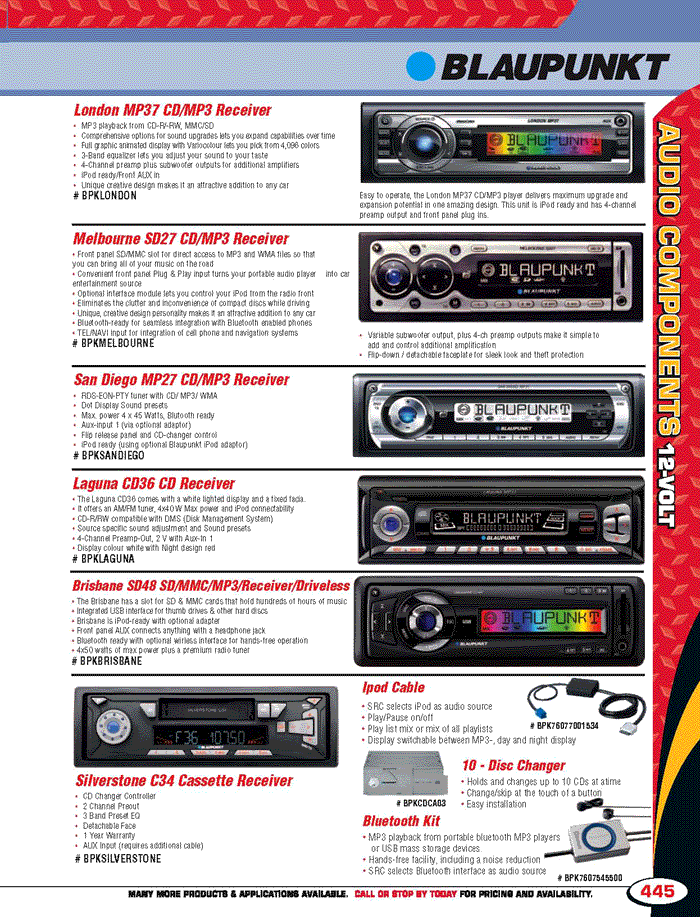 BLAUPUNKT
London MP37 CD/MP3 Receiver
• MP3 playback from CD-R/-RW, MMC/SD
• Comprehensive options for sound upgrades lets you expand capabilities over time
• Full graphic animated display with Variocolour lets you pick from 4,096 colors
• 3-Band equalizer lets you adjust your sound to your taste
• 4-Channel preamp plus subwoofer outputs for additional amplifiers
• iPod ready/Front AUX in
• Unique creative design makes it an attractive addition to any car
# BPKLONDON
LONDON MP37
BLAUPUNKT
Easy to operate, the London MP37 CD/MP3 player delivers maximum upgrade and
expansion potential in one amazing design. This unit is iPod ready and has 4-channel
preamp output and front panel plug ins.
Melbourne SD27 CD/MP3 Receiver
• Front panel SD/MMC slot for direct access to MP3 and WMA files so that
you can bring all of your music on the road
• Convenient front panel Plug & Play input turns your portable audio player into car
entertainment source
• Optional interface module lets you control your iPod from the radio front
• Eliminates the clutter and inconvenience of compact discs while driving
• Unique, creative design personality makes it an attractive addition to any car
• Bluetooth-ready for seamless integration with Bluetooth enabled phones
• TEL/NAVI input for integration of cell phone and navigation systems
# BPKMELBOURNE
BLAUPUNKT
BLAUPUNKT
• Variable subwoofer output, plus 4-ch preamp outputs make it simple to
add and control additional amplification
• Flip-down / detachable faceplate for sleek look and theft protection
San Diego MP27 CD/MP3 Receiver
• RDS-EON-PTY tuner with CD/ MP3/ WMA
• Dot Display Sound presets
• Max. power 4 x 45 Watts, Blutooth ready
• Aux-input 1 (via optional adaptor)
• Flip release panel and CD-changer control
• iPod ready (using optional Blaupunkt iPod adaptor)
# BPKSANDIEGO
BLAUPUNKT
BLAUPUNKT
Laguna CD36 CD Receiver
• The Laguna CD36 comes with a white lighted display and a fixed facia.
• It offers an AM/FM tuner, 4x40 W Max power and iPod connectability
• CD-R/RW compatible with DMS (Disk Management System)
• Source specific sound adjustment and Sound presets
• 4-Channel Preamp-Out, 2 V with Aux-In 1
• Display colour white with Night design red
# BPKLAGUNA
BLAUPUNKT
BLAUPUNKT
Brisbane SD48 SD/MMC/MP3/Receiver/Driveless
• The Brisbane has a slot for SD & MMC cards that hold hundreds of hours of music
• Integrated USB interface for thumb drives & other hard discs
• Brisbane is iPod-ready with optional adapter
• Front panel AUX connects anything with a headphone jack
• Bluetooth ready with optional wirless interface for hands-free operation
• 4x50 watts of max power plus a premium radio tuner
# BPKBRISBANE
BLAUPUNKT
SILVERSTONE C34
F36 107.50
BLAUPUNKT
Silverstone C34 Cassette Receiver
• CD Changer Controller
• 2 Channel Preout
• 3 Band Preset EQ
• Detachable Face
• 1 Year Warranty
• AUX Input (requires additional cable)
# BPKSILVERSTONE
Ipod Cable
• SRC selects iPod as audio source
• Play/Pause on/off
• Play list mix or mix of all playlists
• Display switchable between MP3-, day and night display
# BPK76077001534
10 - Disc Changer
• Holds and changes up to 10 CDs at atime
• Change/skip at the touch of a button
• Easy installation
# BPKCDCA03
Bluetooth Kit
• MP3 playback from portable bluetooth MP3 players
or USB mass storage devices
• Hands-free facility, including a noise reduction
• SRC selects Bluetooth interface as audio source
# BPK7607545500
AUDIO COMPONENTS 12-VOLT
MANY MORE PRODUCTS & APPLICATIONS AVAILABLE. CALL OR STOP BY TODAY FOR PRICING AND AVAILABILITY.
445